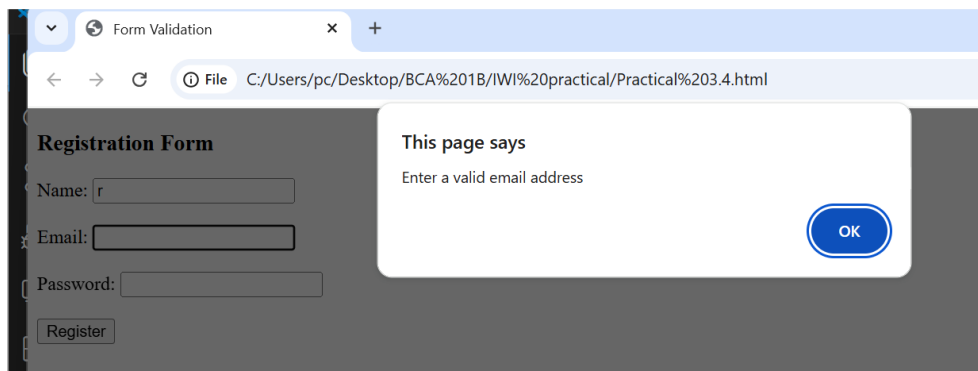 Form Validation
File C:/Users/pc/Desktop/BCA%201B/IWI%20practical/Practical%203.4.html
Registration Form
Name: r
Email:
Password:
Register
This page says
Enter a valid email address
OK